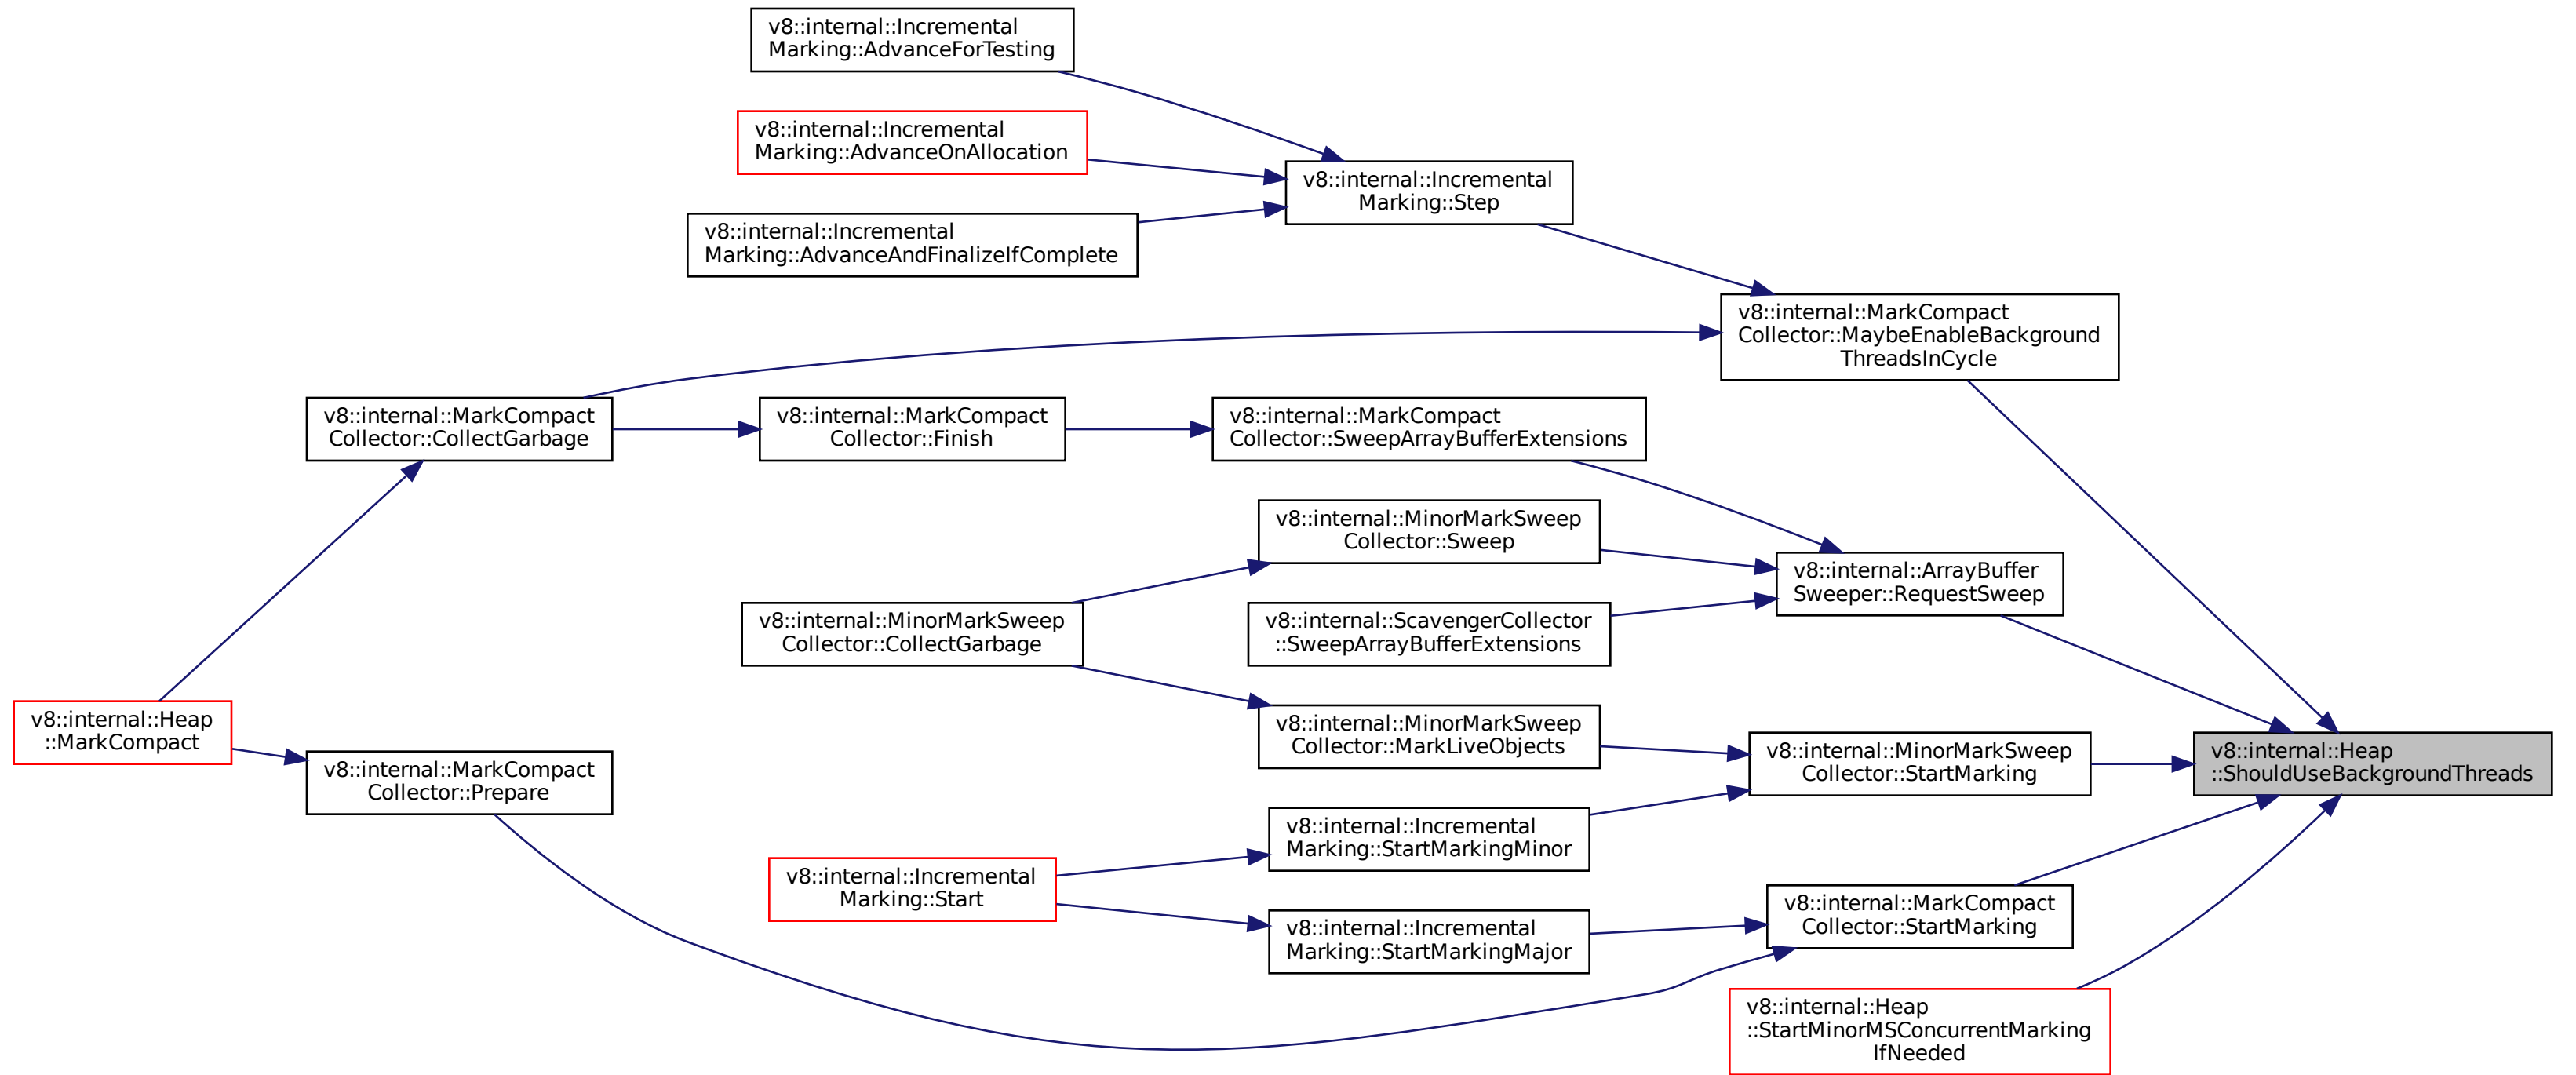 v8::internal::Incremental
Marking::AdvanceForTesting
v8::internal::Incremental
Marking::AdvanceOnAllocation
v8::internal::Incremental
Marking::Step
v8::internal::Incremental
Marking::AdvanceAndFinalizeIfComplete
v8::internal::MarkCompact
Collector::MaybeEnableBackground
ThreadsInCycle
v8::internal::MarkCompact
Collector::CollectGarbage
v8::internal::MarkCompact
Collector::Finish
v8::internal::MarkCompact
Collector::SweepArrayBufferExtensions
v8::internal::MinorMarkSweep
Collector::Sweep
v8::internal::ArrayBuffer
Sweeper::RequestSweep
v8::internal::MinorMarkSweep
Collector::CollectGarbage
v8::internal::ScavengerCollector
::SweepArrayBufferExtensions
v8::internal::Heap
::MarkCompact
v8::internal::MinorMarkSweep
Collector::MarkLiveObjects
v8::internal::MinorMarkSweep
Collector::StartMarking
v8::internal::Heap
::ShouldUseBackgroundThreads
v8::internal::MarkCompact
Collector::Prepare
v8::internal::Incremental
Marking::StartMarkingMinor
v8::internal::Incremental
Marking::Start
v8::internal::MarkCompact
Collector::StartMarking
v8::internal::Incremental
Marking::StartMarkingMajor
v8::internal::Heap
::StartMinorMSConcurrentMarking
IfNeeded